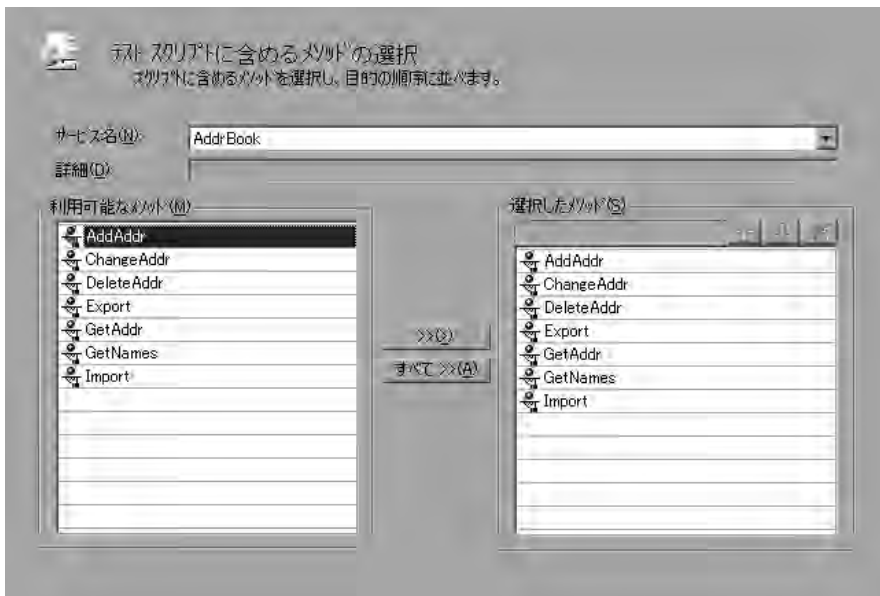 テスト スクリプトに含めるメソッドの選択
スクリプトに含めるメソッドを選択し、目的の順序に並べます。
サービス名(N):
AddrBook
詳細(D):
利用可能なメソッド(M)
AddAddr
ChangeAddr
DeleteAddr
Export
GetAddr
GetNames
Import
>>(>)
すべて >>(A)
選択したメソッド(S)
AddAddr
ChangeAddr
DeleteAddr
Export
GetAddr
GetNames
Import